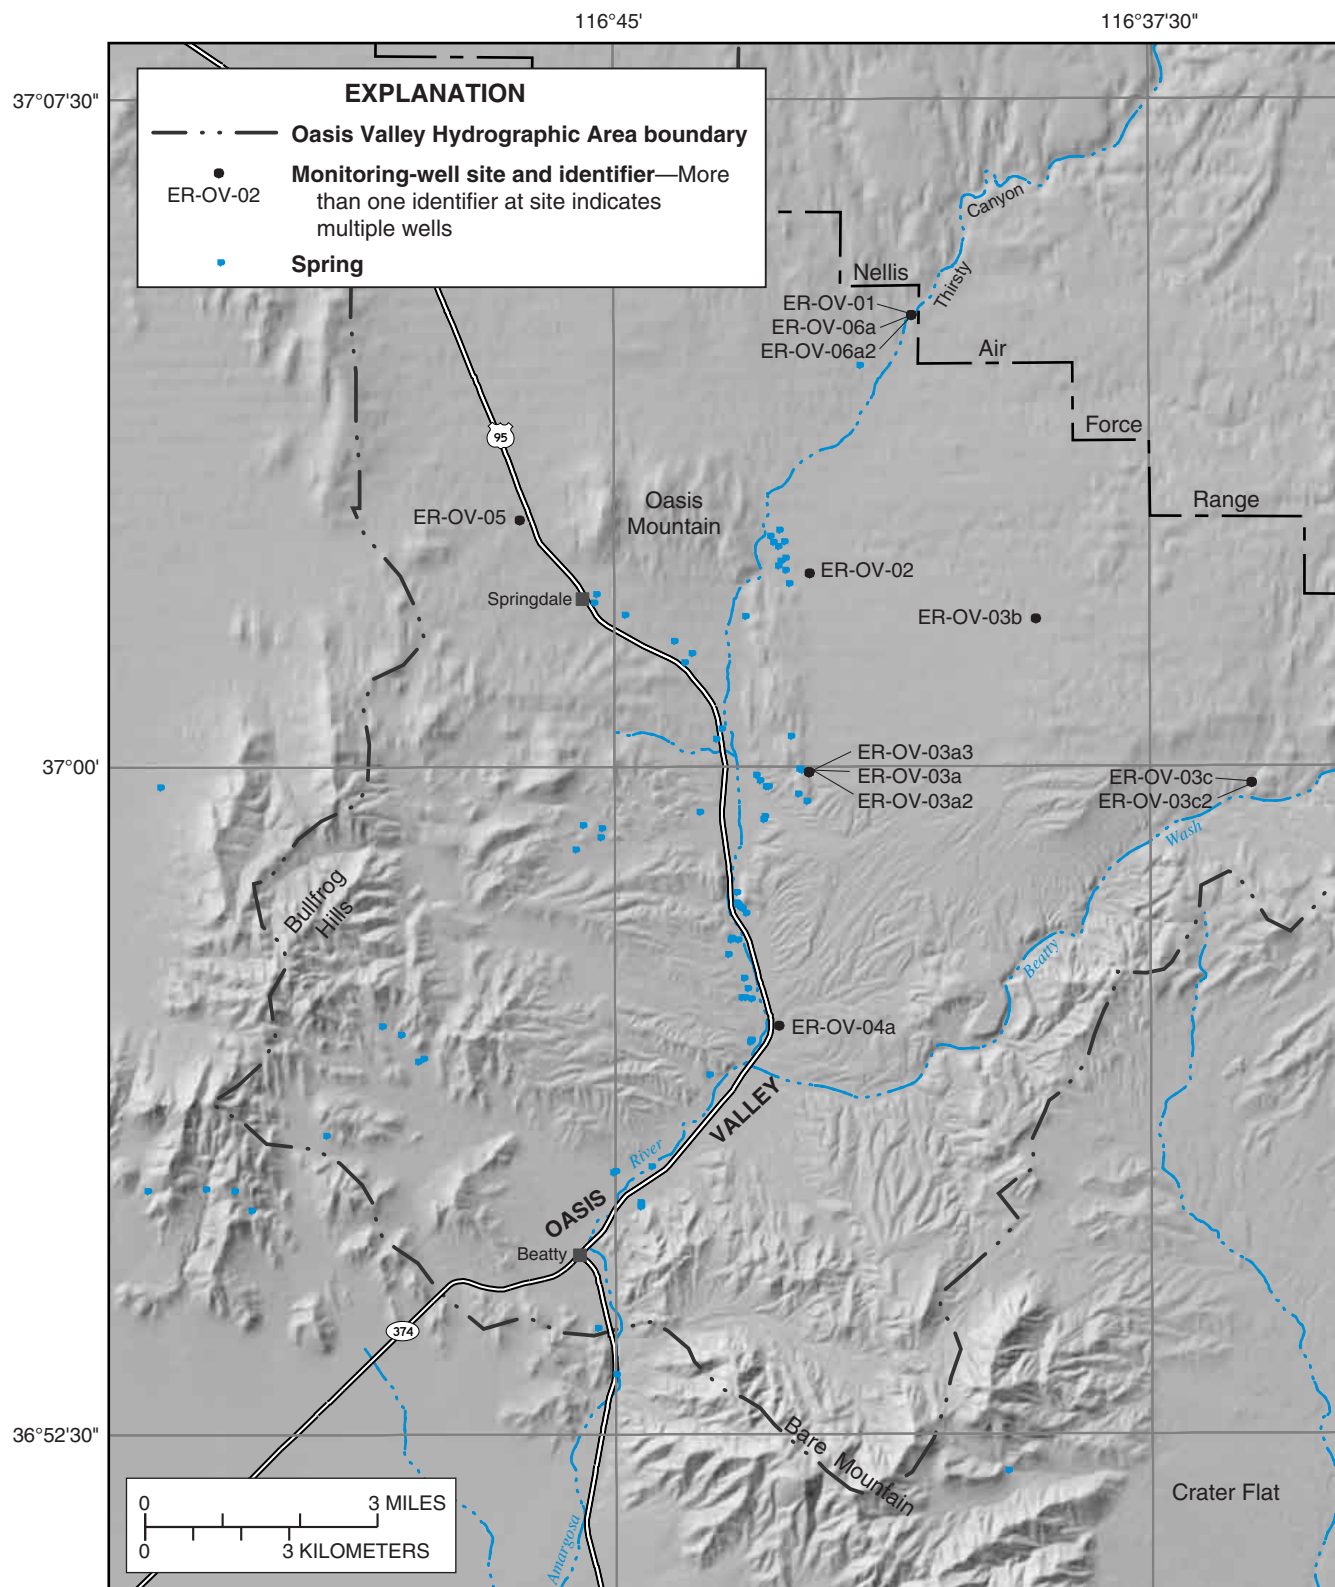 116°45'
116°37'30"
37°07'30"
EXPLANATION
Oasis Valley Hydrographic Area boundary
Monitoring-well site and identifier—More
than one identifier at site indicates
multiple wells
ER-OV-02
Spring
Canyon
Thirsty
Nellis
ER-OV-01
ER-OV-06a
ER-OV-06a2
Air
Force
Range
95
Oasis
Mountain
ER-OV-05
ER-OV-02
Springdale
ER-OV-03b
37°00'
ER-OV-03a3
ER-OV-03a
ER-OV-03a2
ER-OV-03c
ER-OV-03c2
Wash
Beatty
Bullfrog
Hills
ER-OV-04a
VALLEY
River
OASIS
Beatty
374
36°52'30"
Bare Mountain
Crater Flat
Amargosa
0
3 MILES
0
3 KILOMETERS